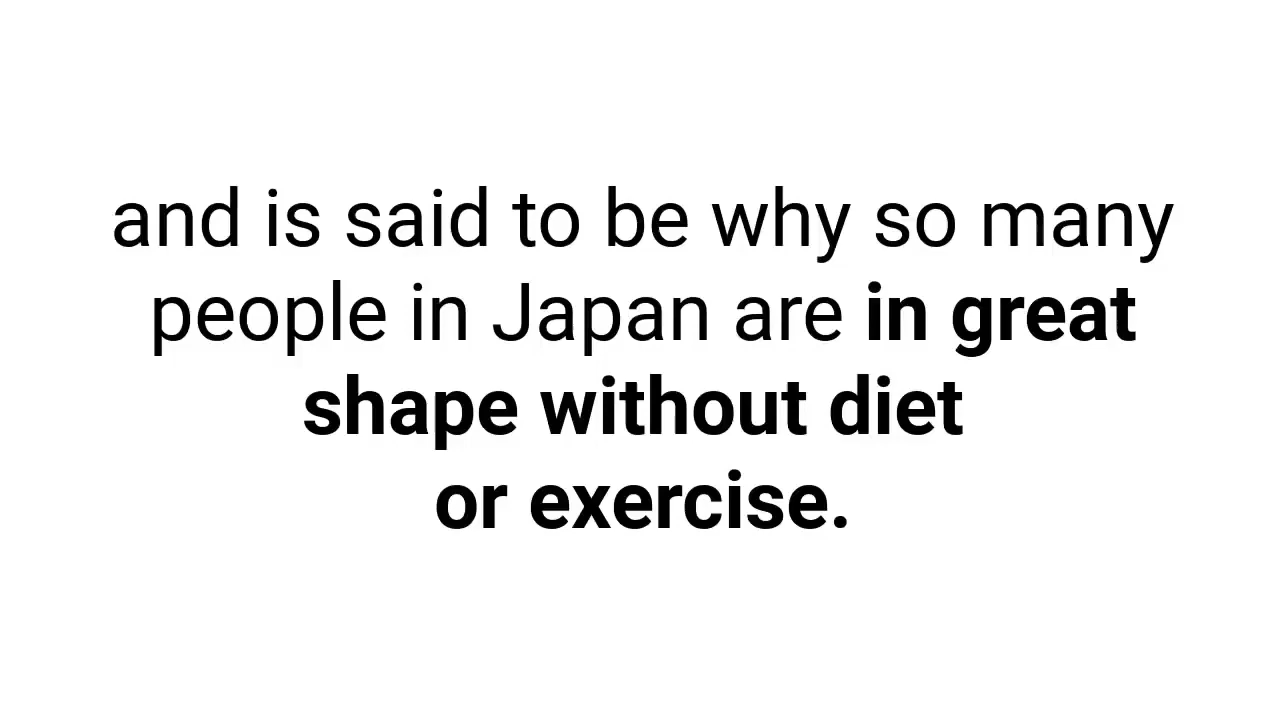 and is said to be why so many
people in Japan are in great
shape without diet
or exercise.